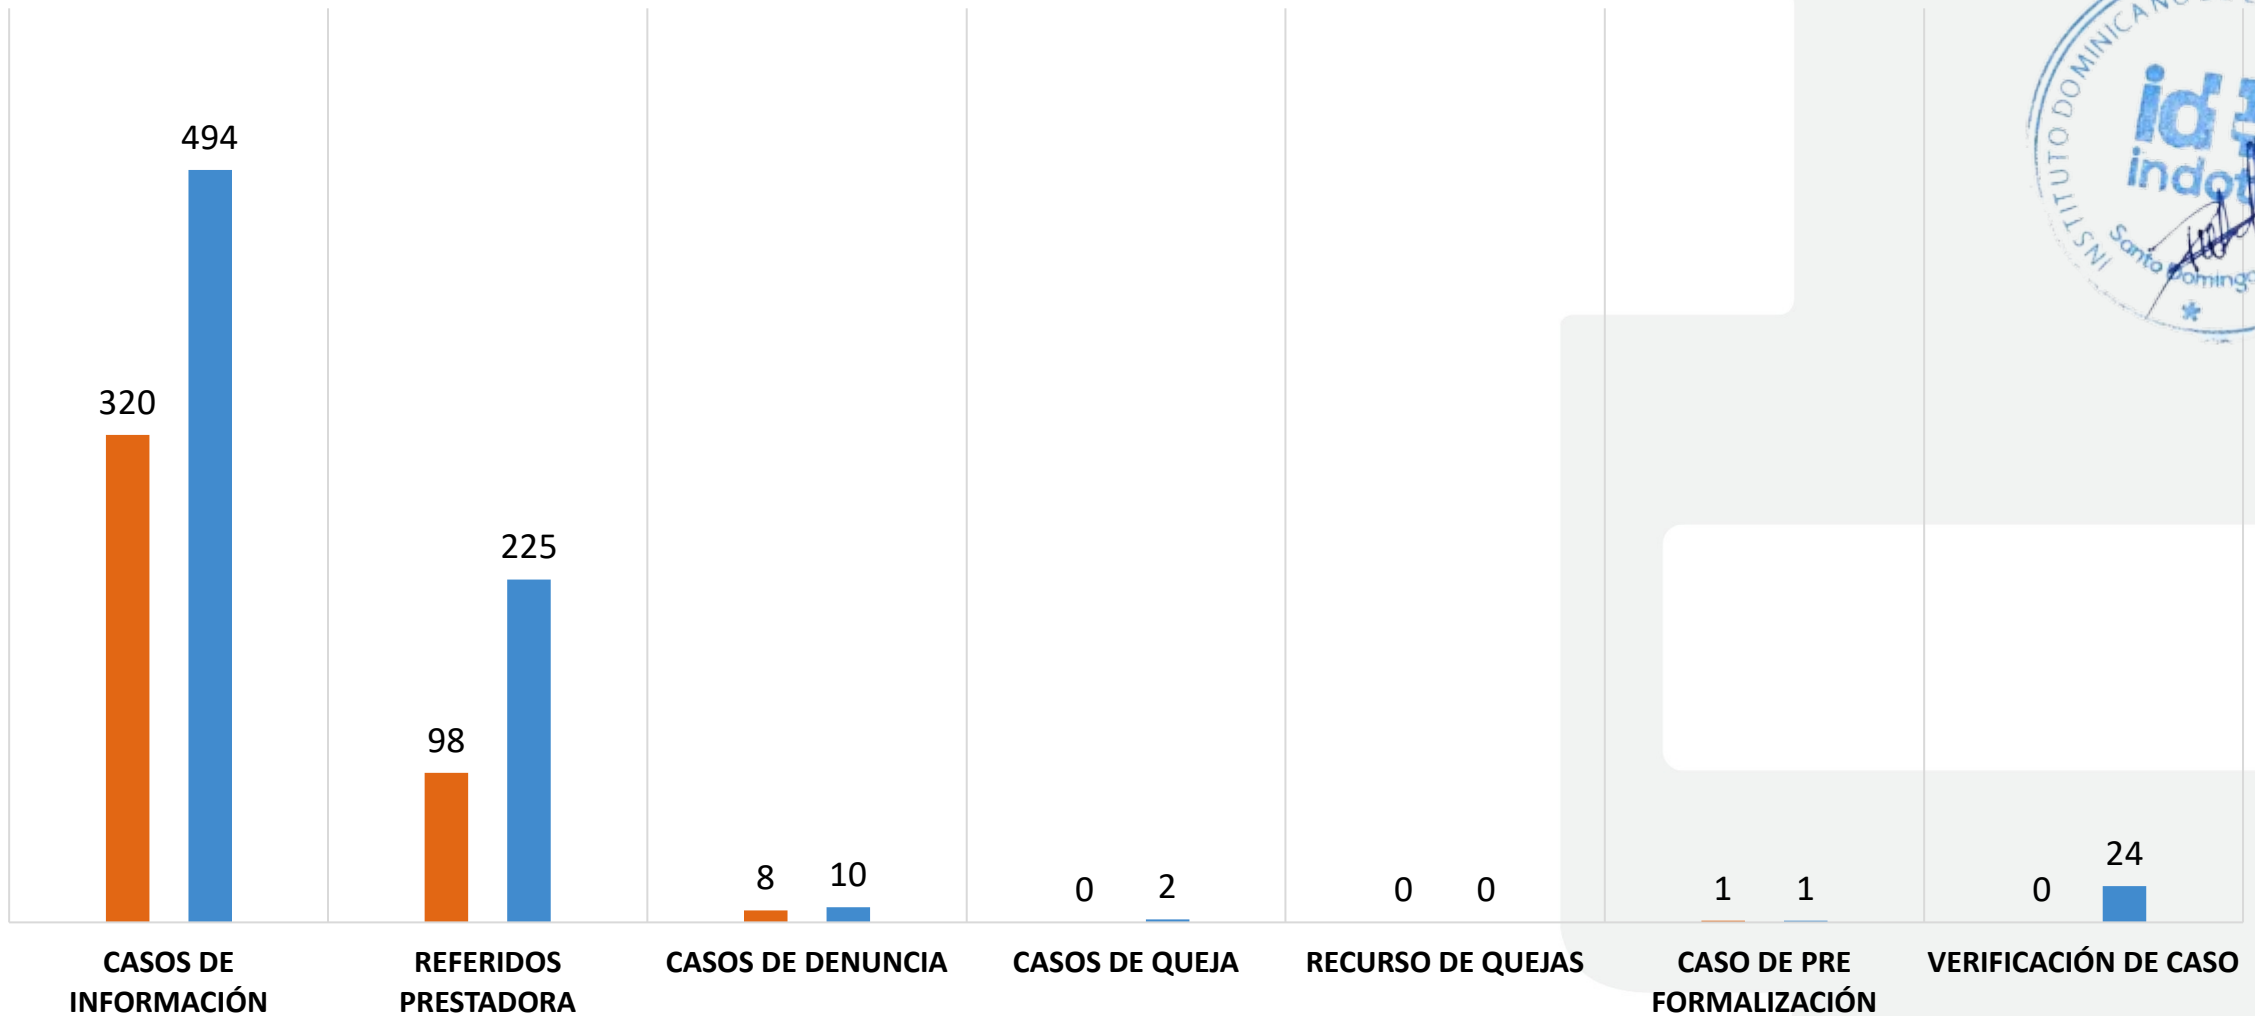 494
320
225
98
8
10
0
2
0
0
1
1
0
24
CASOS DE
INFORMACIÓN
REFERIDOS
PRESTADORA
CASOS DE DENUNCIA
CASOS DE QUEJA
RECURSO DE QUEJAS
CASO DE PRE
FORMALIZACIÓN
VERIFICACIÓN DE CASO
INSTITUTO DOMINICANO
id
indot
Santo Domingo